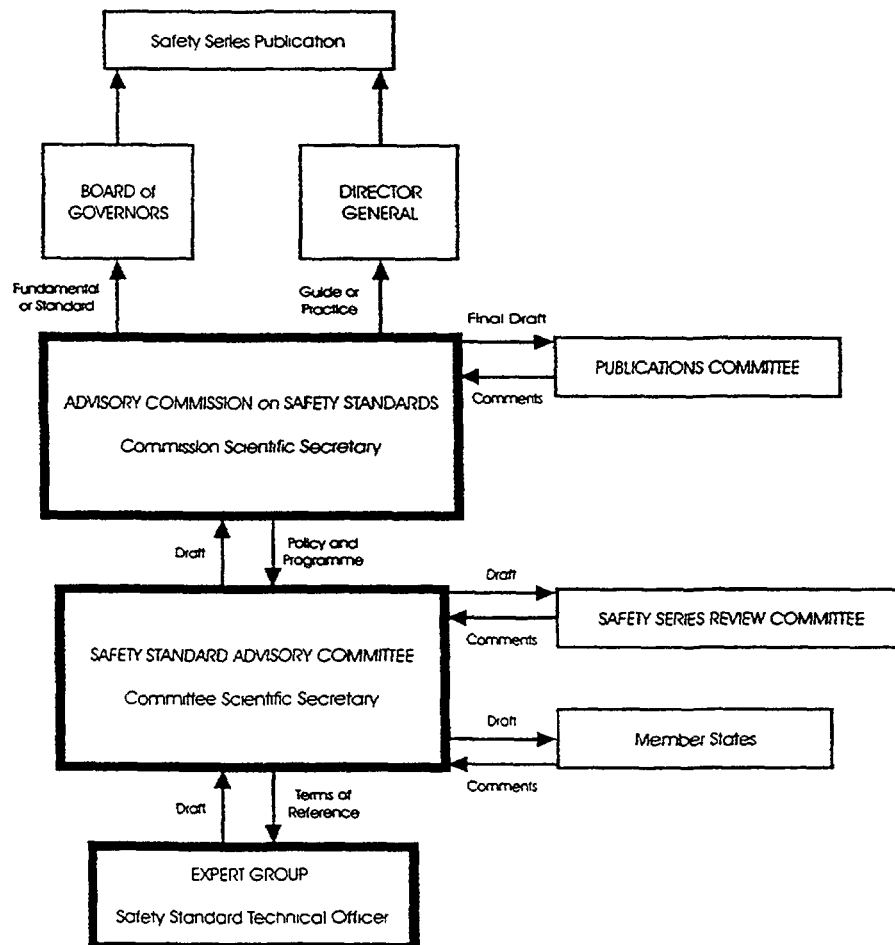 Safety Series Publication
BOARD of
GOVERNORS
DIRECTOR
GENERAL
Fundamental
or Standard
Guide or
Practice
Final Draft
ADVISORY COMMISSION on SAFETY STANDARDS
Commission Scientific Secretary
PUBLICATIONS COMMITTEE
Comments
Draft
Policy and
Programme
Draft
SAFETY STANDARD ADVISORY COMMITTEE
Committee Scientific Secretary
SAFETY SERIES REVIEW COMMITTEE
Comments
Draft
Member States
Comments
Draft
Terms of
Reference
EXPERT GROUP
Safety Standard Technical Officer